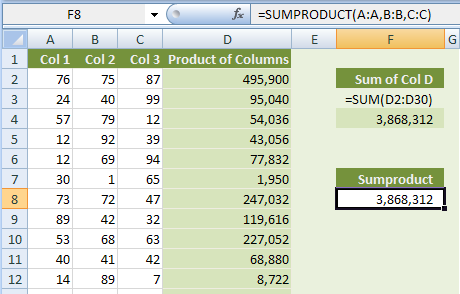 F8 fx =SUMPRODUCT(A:A,B:B,C:C)
A B C D E F G
1 Col 1 Col 2 Col 3 Product of Columns
2 76 75 87 495,900 Sum of Col D
3 24 40 99 95,040 =SUM(D2:D30)
4 57 79 12 54,036 3,868,312
5 12 92 39 43,056
6 12 69 94 77,832
7 30 1 65 1,950 Sumproduct
8 73 72 47 247,032 3,868,312
9 89 42 32 119,616
10 53 68 63 227,052
11 40 41 42 68,880
12 14 89 7 8,722